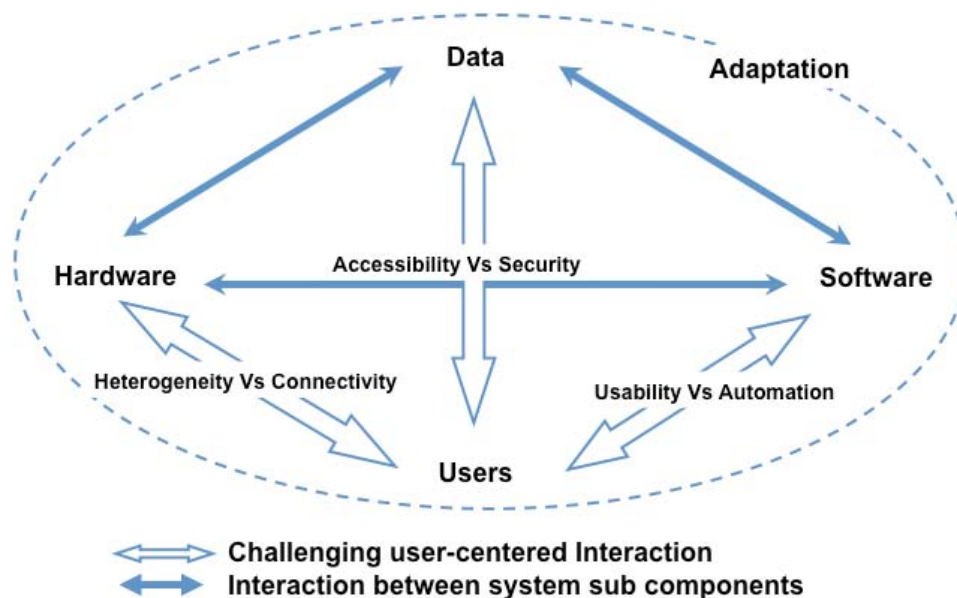 Data
Adaptation
Accessibility Vs Security
Hardware
Software
Heterogeneity Vs Connectivity
Usability Vs Automation
Users
Challenging user-centered Interaction
Interaction between system sub components